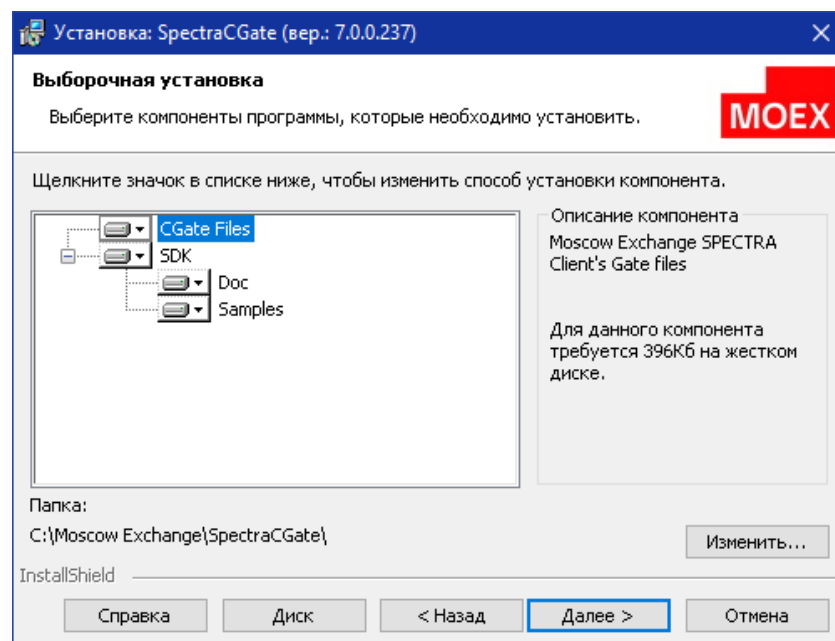 Установка: SpectraCGate (вер.: 7.0.0.237)
Выборочная установка
Выберите компоненты программы, которые необходимо установить.
MOEX
Щелкните значок в списке ниже, чтобы изменить способ установки компонента.
CGate Files
SDK
Doc
Samples
Описание компонента
Moscow Exchange SPECTRA
Client's Gate files
Для данного компонента
требуется 396Кб на жестком
диске.
Папка:
C:\Moscow Exchange\SpectraCGate\
Изменить...
InstallShield
Справка
Диск
< Назад
Далее >
Отмена